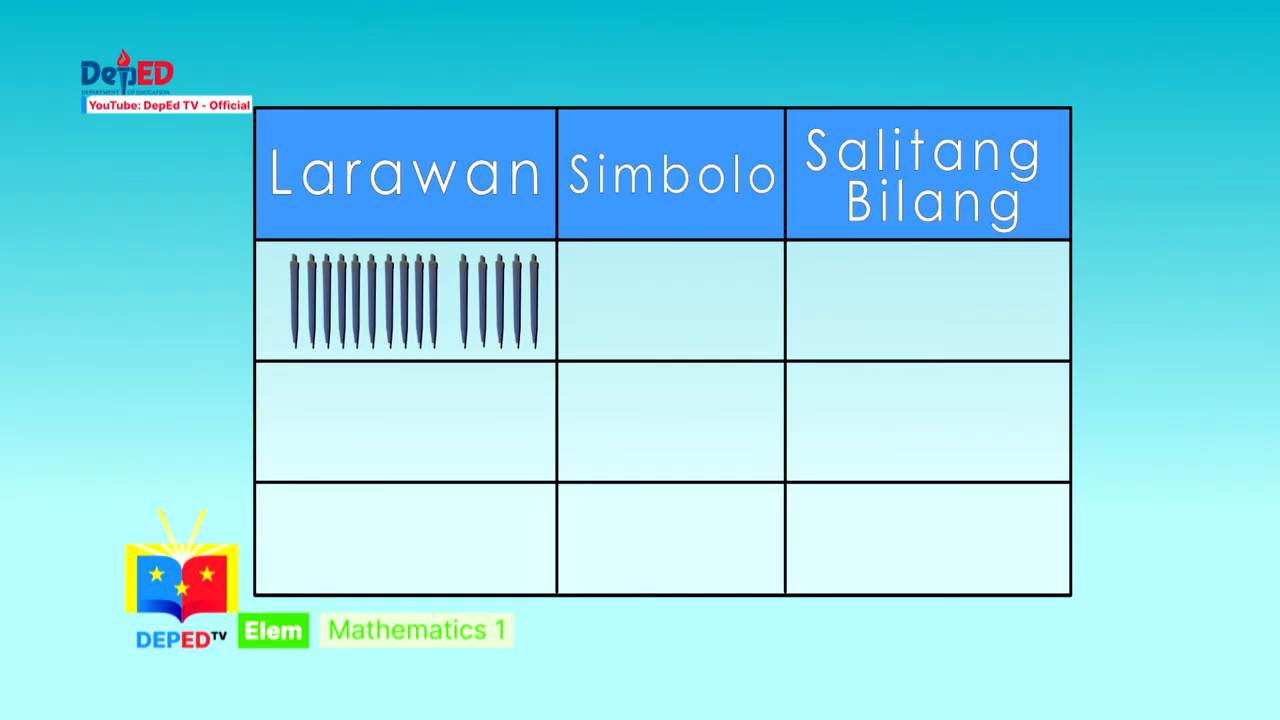 DepED
DEPARTMENT OF EDUCATION
YouTube: DepEd TV - Official
Larawan
Simbolo
Salitang
Bilang
DEPED TV
Elem
Mathematics 1